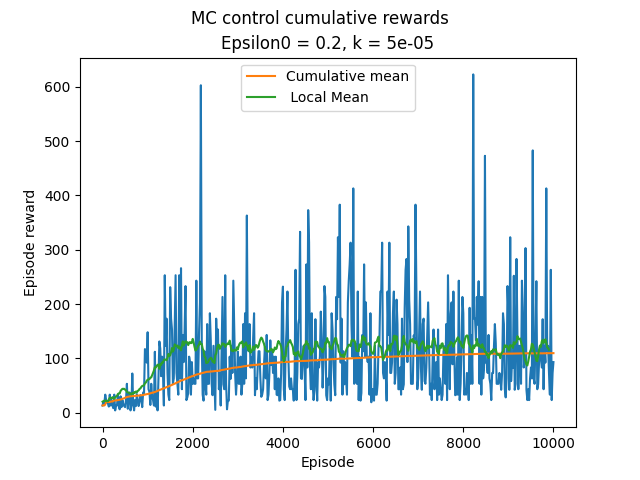 MC control cumulative rewards
Epsilon0 = 0.2, k = 5e-05
Cumulative mean
Local Mean
600
500
400
300
200
100
0
Episode reward
0 2000 4000 6000 8000 10000
Episode